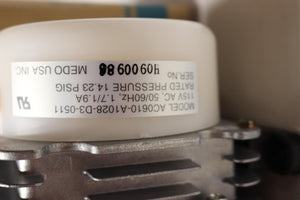 MODEL AC0610-A1028-D3-0511
115V AC, 50/60Hz, 1.7/1.9A
RATED PRESSURE 14.23 PSIG
SER.No
MEDO USA INC